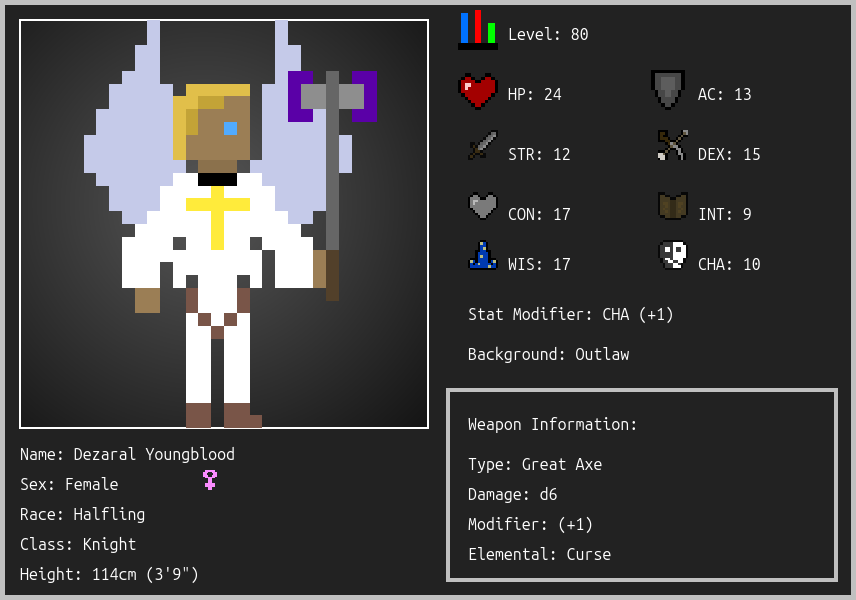 Level: 80
HP: 24
AC: 13
STR: 12
DEX: 15
CON: 17
INT: 9
WIS: 17
CHA: 10
Stat Modifier: CHA (+1)
Background: Outlaw
Weapon Information:
Type: Great Axe
Damage: d6
Modifier: (+1)
Elemental: Curse
Name: Dezaral Youngblood
Sex: Female
Race: Halfling
Class: Knight
Height: 114cm (3'9")